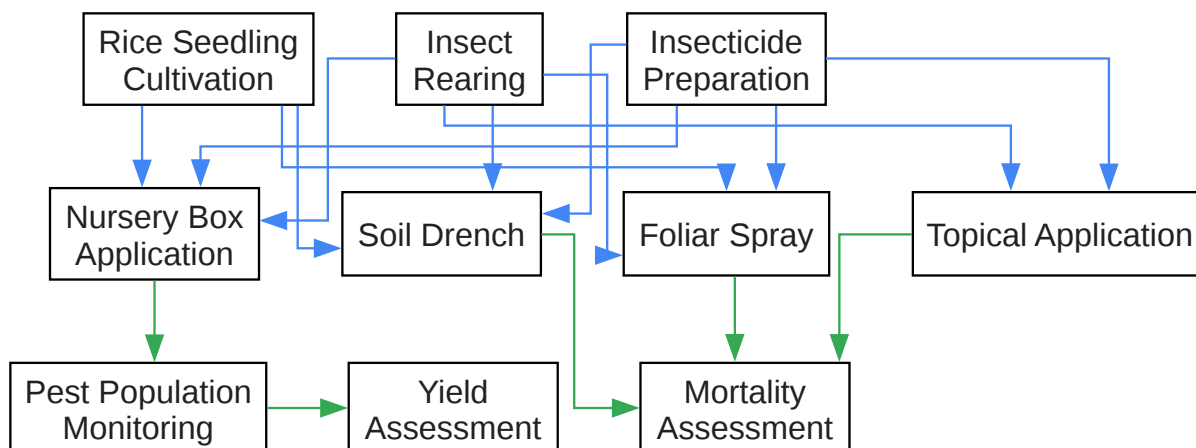 Rice Seedling
Cultivation
Insect
Rearing
Insecticide
Preparation
Nursery Box
Application
Soil Drench
Foliar Spray
Topical Application
Pest Population
Monitoring
Yield
Assessment
Mortality
Assessment